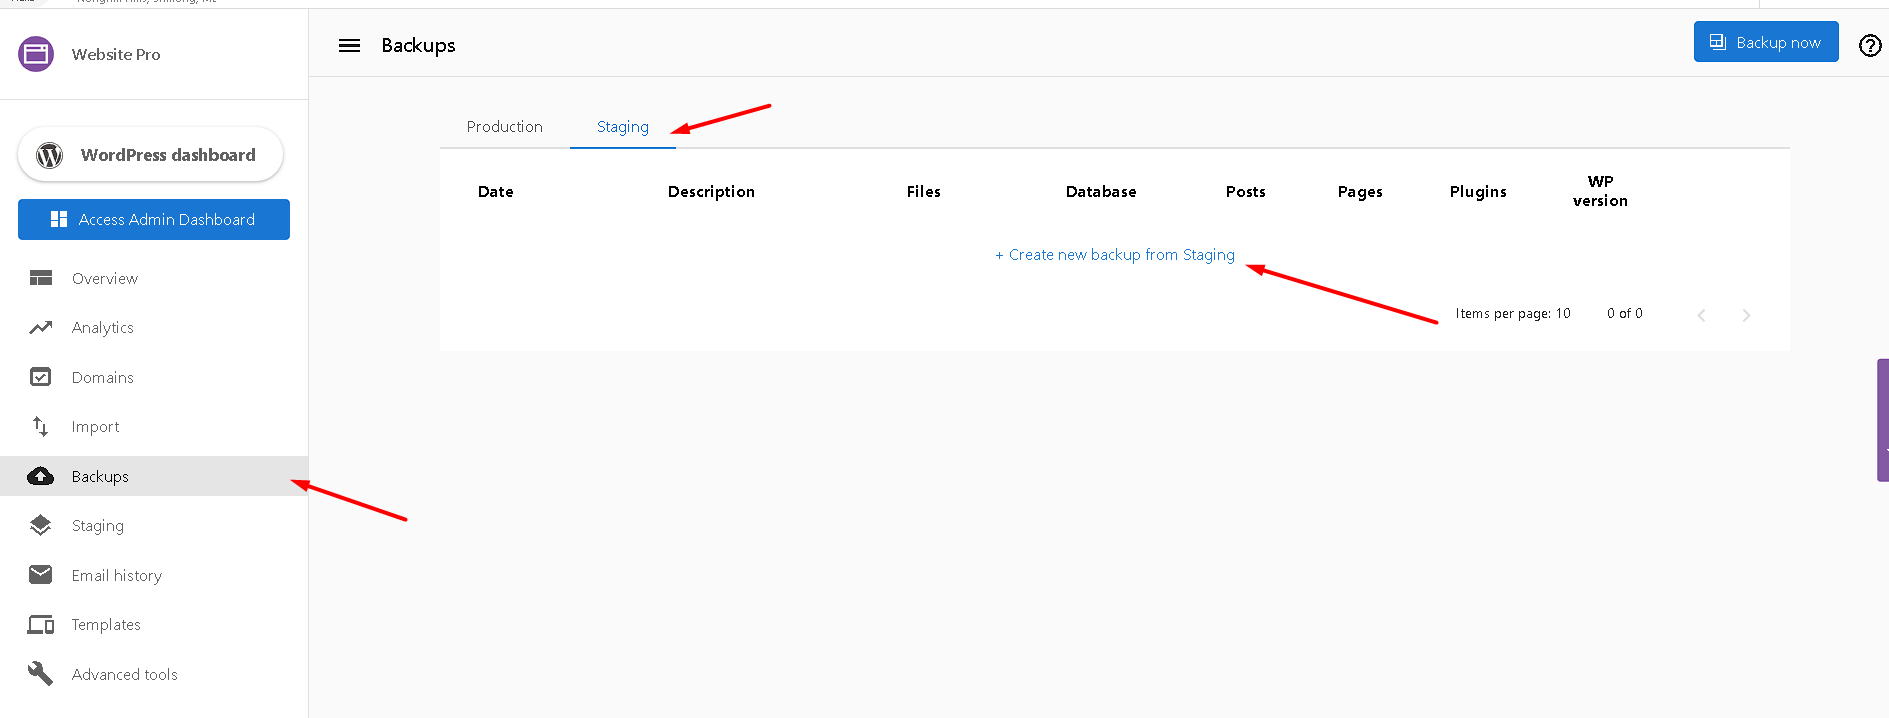 Website Pro
Backups
Backup now
WordPress dashboard
Access Admin Dashboard
Overview
Analytics
Domains
Import
Backups
Staging
Email history
Templates
Advanced tools
Production
Staging
Date
Description
Files
Database
Posts
Pages
Plugins
WP
version
+ Create new backup from Staging
Items per page: 10
0 of 0